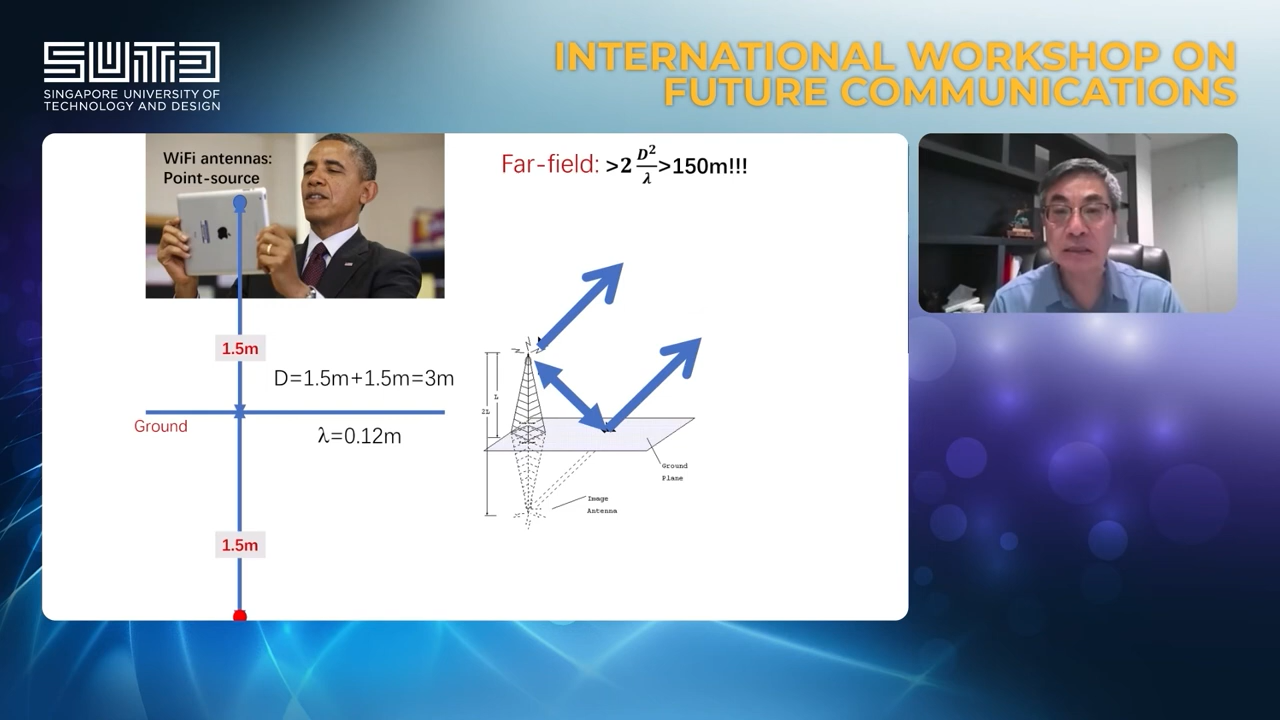 SUTD
SINGAPORE UNIVERSITY OF
TECHNOLOGY AND DESIGN
INTERNATIONAL WORKSHOP ON
FUTURE COMMUNICATIONS
WiFi antennas:
Point-source
Far-field: >2 D²/λ >150m!!!
1.5m
D=1.5m+1.5m=3m
Ground
λ=0.12m
1.5m
L
2L
Ground
Plane
Image
Antenna